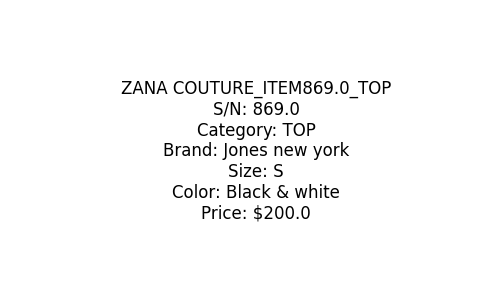 ZANA COUTURE_ITEM869.0_TOP
S/N: 869.0
Category: TOP
Brand: Jones new york
Size: S
Color: Black & white
Price: $200.0